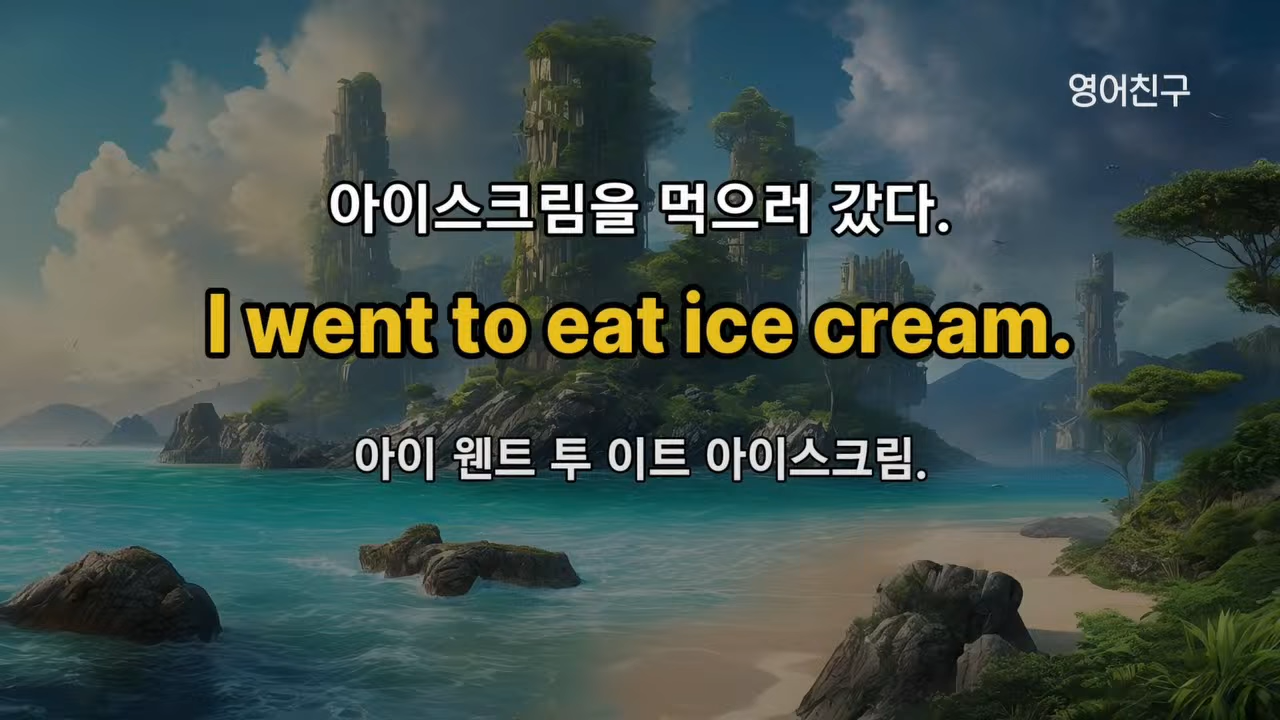 영어친구
아이스크림을 먹으러 갔다.
I went to eat ice cream.
아이 웬트 투 이트 아이스크림.